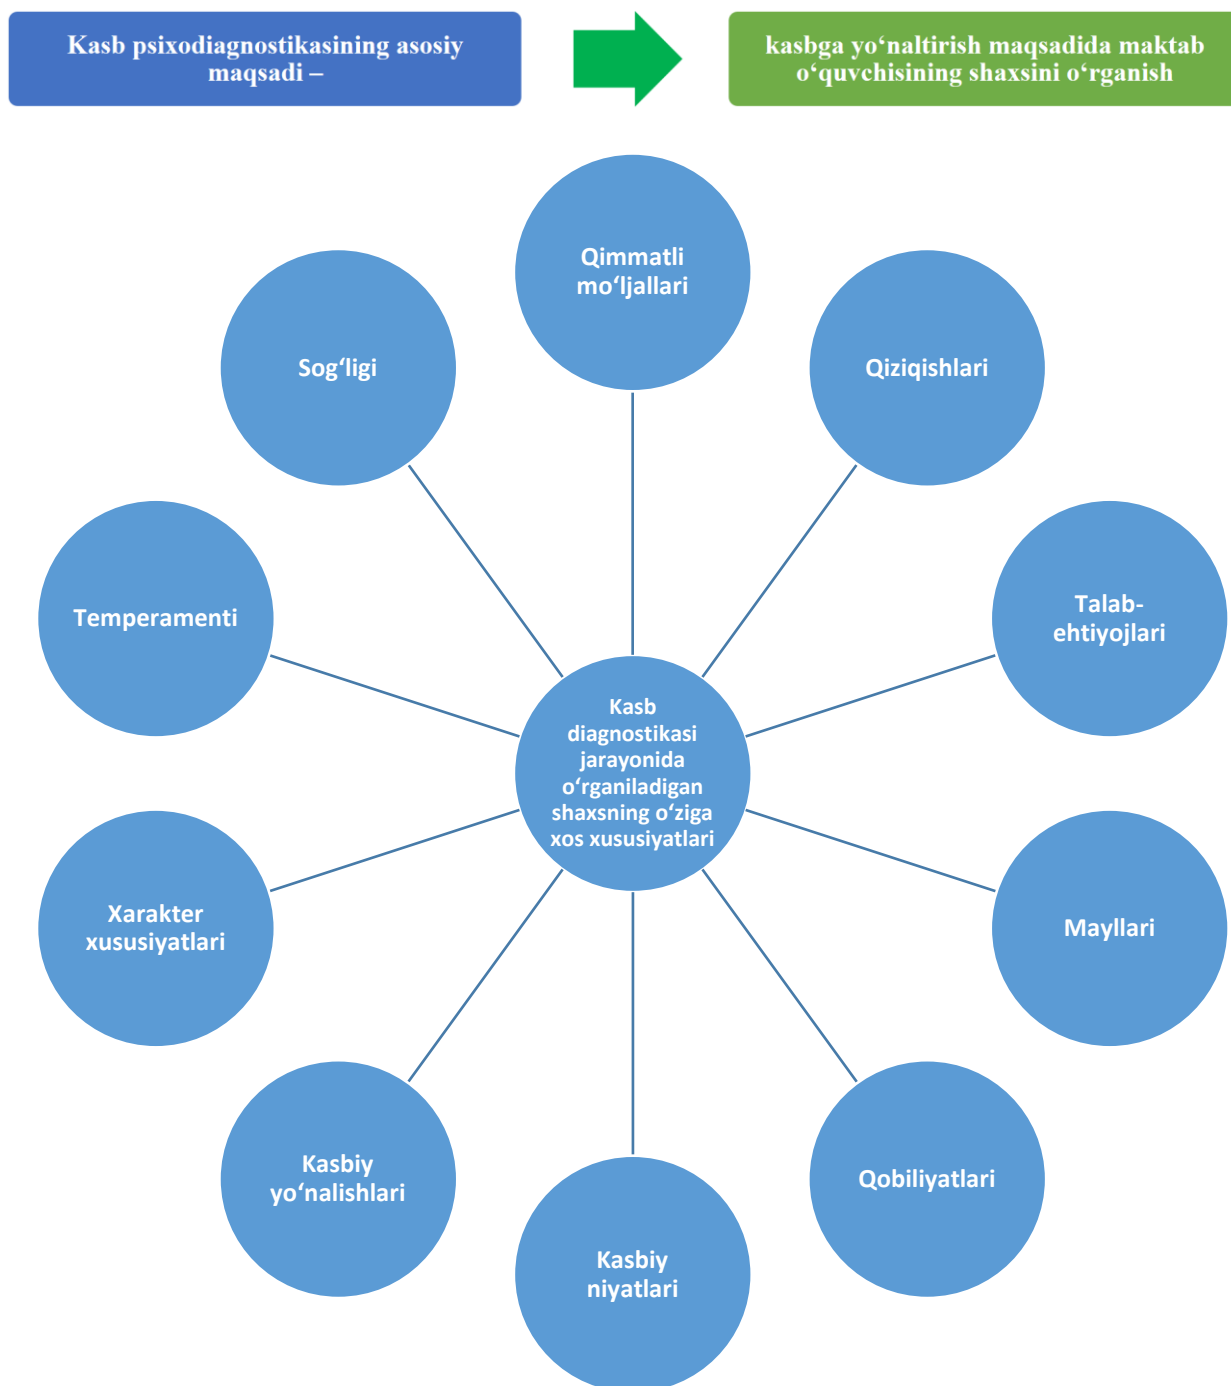 Kasb psixodiagnostikasining asosiy
maqsadi –
kasbga yo‘naltirish maqsadida maktab
o‘quvchisining shaxsini o‘rganish
Qimmatli
mo‘ljallari
Qiziqishlari
Talab-
ehtiyojlari
Mayllari
Qobiliyatlari
Kasbiy
niyatlari
Kasbiy
yo‘nalishlari
Xarakter
xususiyatlari
Temperamenti
Sog‘ligi
Kasb
diagnostikasi
jarayonida
o‘rganiladigan
shaxsning o‘ziga
xos xususiyatlari